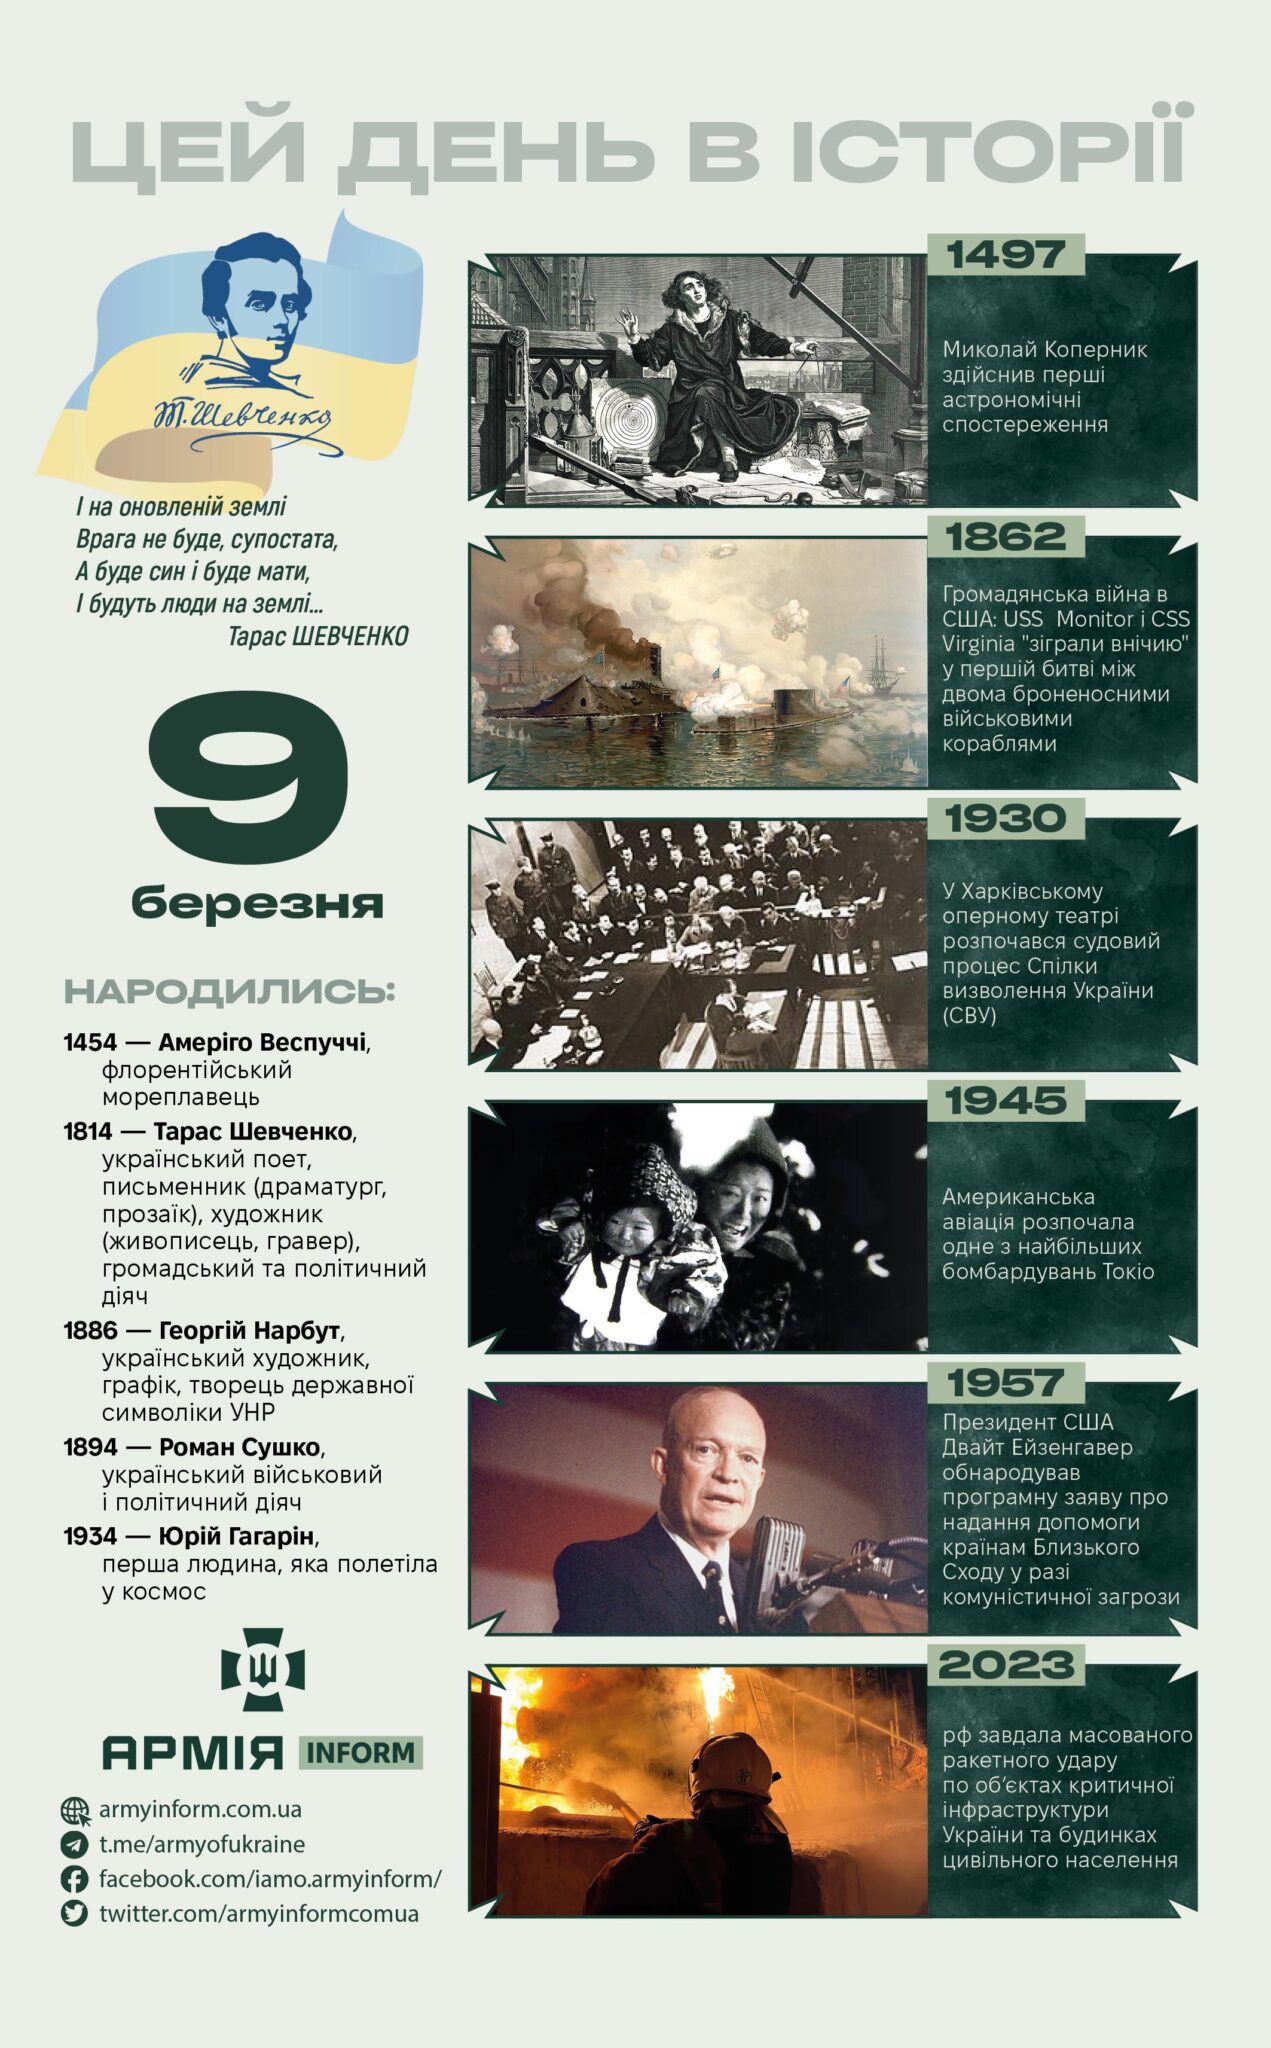 ЦЕЙ ДЕНЬ В ІСТОРІЇ
Т.Шевченко
І на оновленій землі
Врага не буде, супостата,
А буде син і буде мати,
І будуть люди на землі...
Тарас ШЕВЧЕНКО
9
березня
НАРОДИЛИСЬ:
1454 — Амеріго Веспуччі,
флорентійський
мореплавець
1814 — Тарас Шевченко,
український поет,
письменник (драматург,
прозаїк), художник
(живописець, гравер),
громадський та політичний
діяч
1886 — Георгій Нарбут,
український художник,
графік, творець державної
символіки УНР
1894 — Роман Сушко,
український військовий
і політичний діяч
1934 — Юрій Гагарін,
перша людина, яка полетіла
у космос
АРМІЯ INFORM
armyinform.com.ua
t.me/armyofukraine
facebook.com/iamo.armyinform/
twitter.com/armyinformcomua
1497
Миколай Коперник
здійснив перші
астрономічні
спостереження
1862
Громадянська війна в
США: USS Monitor і CSS
Virginia "зіграли внічию"
у першій битві між
двома броненосними
військовими
кораблями
1930
У Харківському
оперному театрі
розпочався судовий
процес Спілки
визволення України
(СВУ)
1945
Американська
авіація розпочала
одне з найбільших
бомбардувань Токіо
1957
Президент США
Двайт Ейзенгавер
обнародував
програмну заяву про
надання допомоги
країнам Близького
Сходу у разі
комуністичної загрози
2023
рф завдала масованого
ракетного удару
по об’єктах критичної
інфраструктури
України та будинках
цивільного населення